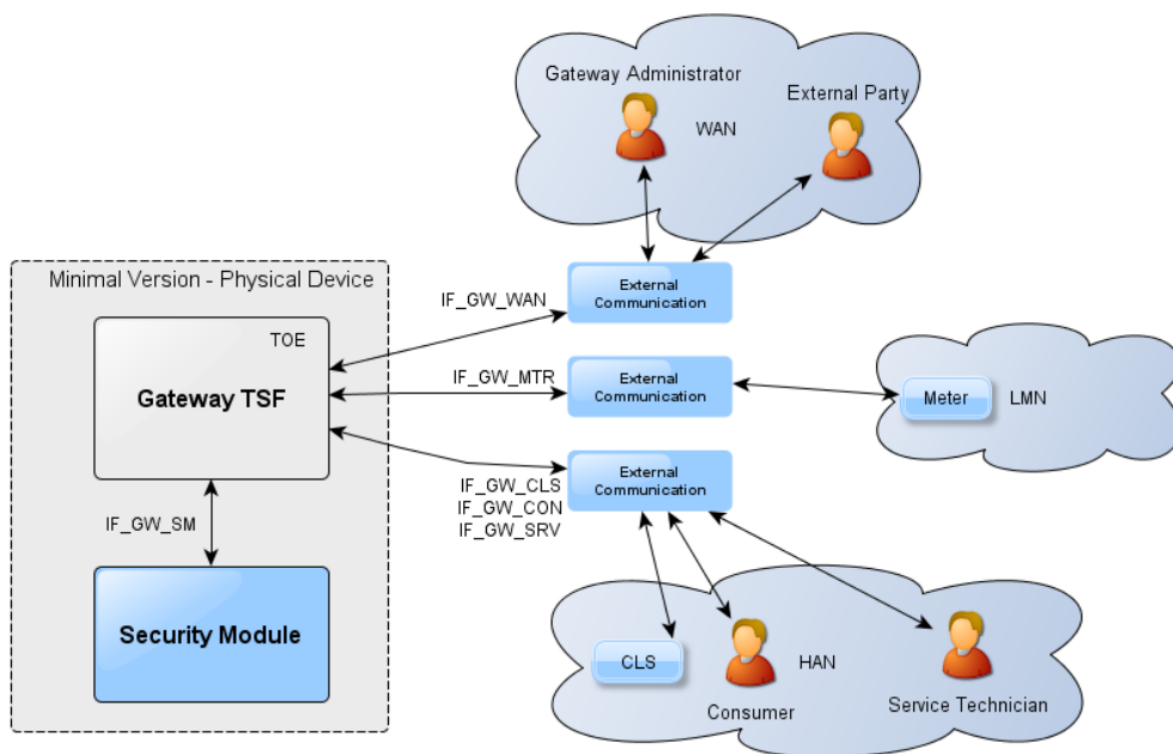 Gateway Administrator
External Party
WAN
Minimal Version - Physical Device
TOE
Gateway TSF
IF_GW_SM
Security Module
IF_GW_WAN
External
Communication
IF_GW_MTR
External
Communication
Meter
LMN
External
Communication
IF_GW_CLS
IF_GW_CON
IF_GW_SRV
CLS
Consumer
HAN
Service Technician